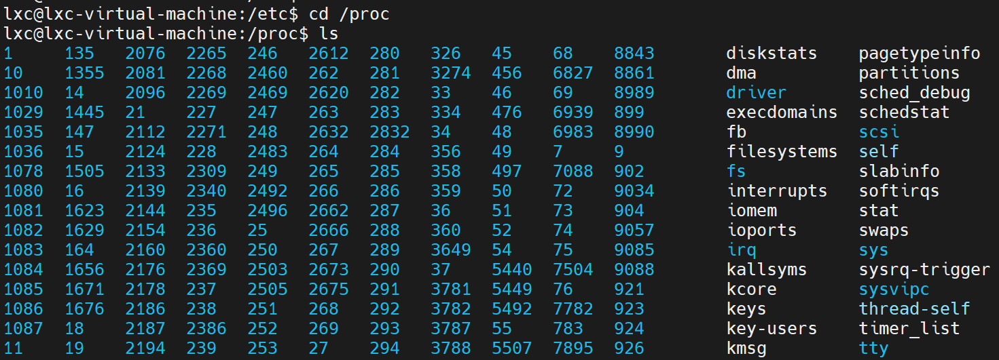 lxc@lxc-virtual-machine:/etc$ cd /proc
lxc@lxc-virtual-machine:/proc$ ls
1 135 2076 2265 246 2612 280 326 45 68 8843 diskstats pagetypeinfo
10 1355 2081 2268 2460 262 281 3274 456 6827 8861 dma partitions
1010 14 2096 2269 2469 2620 282 33 46 69 8989 driver sched_debug
1029 1445 21 227 247 263 283 334 476 6939 899 execdomains schedstat
1035 147 2112 2271 248 2632 2832 34 48 6983 8990 fb scsi
1036 15 2124 228 2483 264 284 356 49 7 9 filesystems self
1078 1505 2133 2309 249 265 285 358 497 7088 902 fs slabinfo
1080 16 2139 2340 2492 266 286 359 50 72 9034 interrupts softirqs
1081 1623 2144 235 2496 2662 287 36 51 73 904 iomem stat
1082 1629 2154 236 25 2666 288 360 52 74 9057 ioports swaps
1083 164 2160 2360 250 267 289 3649 54 75 9085 irq sys
1084 1656 2176 2369 2503 2673 290 37 5440 7504 9088 kallsyms sysrq-trigger
1085 1671 2178 237 2505 2675 291 3781 5449 76 921 kcore sysvipc
1086 1676 2186 238 251 268 292 3782 5492 7782 923 keys thread-self
1087 18 2187 2386 252 269 293 3787 55 783 924 key-users timer_list
11 19 2194 239 253 27 294 3788 5507 7895 926 kmsg tty